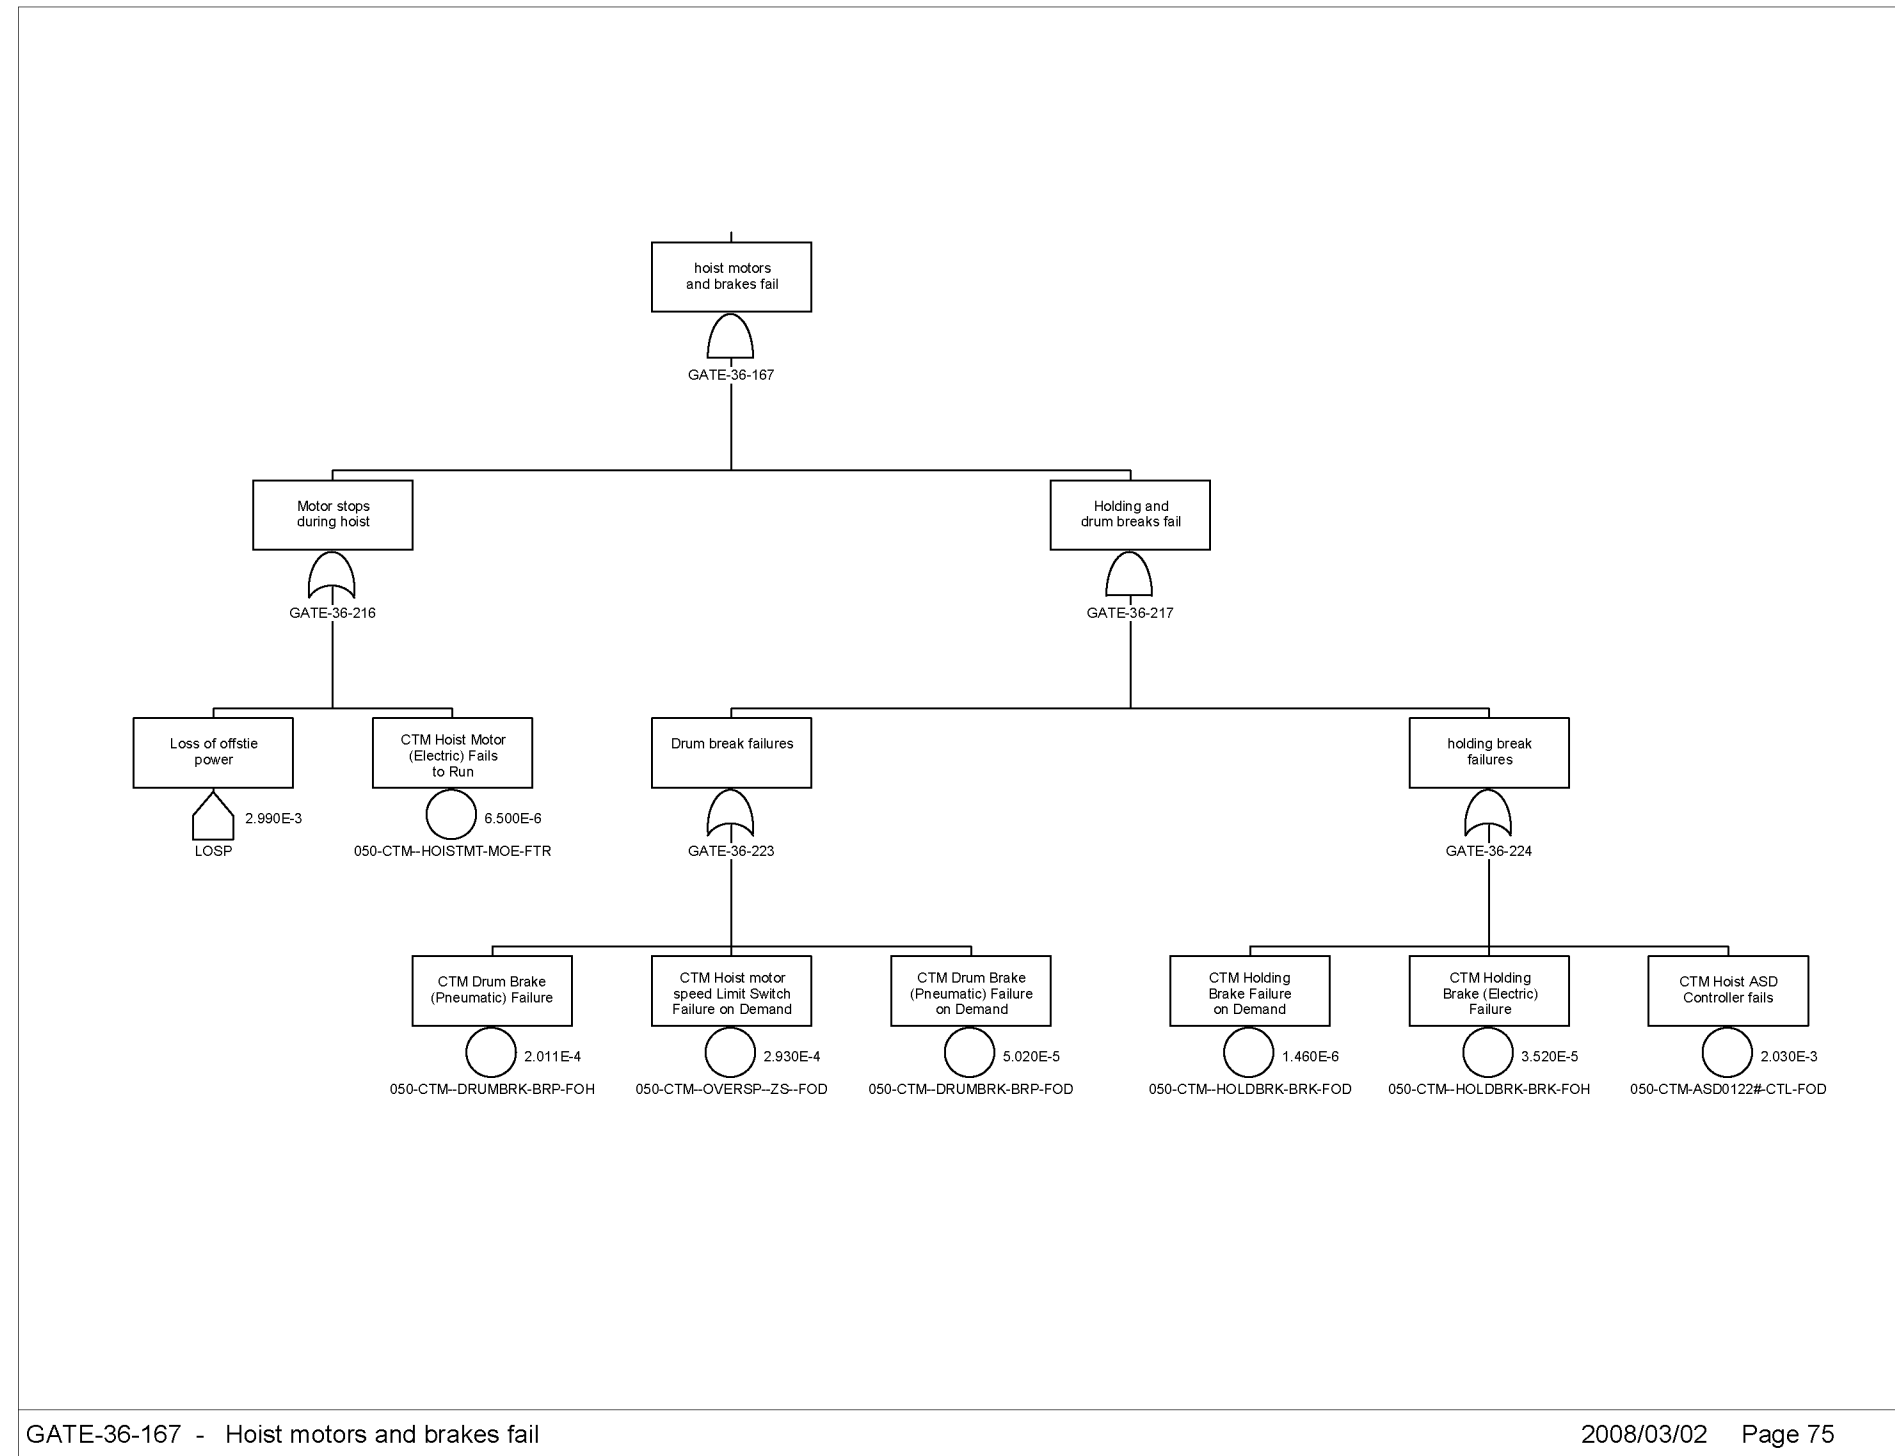 hoist motors
and brakes fail
GATE-36-167
Motor stops
during hoist
GATE-36-216
Holding and
drum breaks fail
GATE-36-217
Loss of offstie
power
2.990E-3
LOSP
CTM Hoist Motor
(Electric) Fails
to Run
6.500E-6
050-CTM--HOISTMT-MOE-FTR
Drum break failures
GATE-36-223
holding break
failures
GATE-36-224
CTM Drum Brake
(Pneumatic) Failure
2.011E-4
050-CTM--DRUMBRK-BRP-FOH
CTM Hoist motor
speed Limit Switch
Failure on Demand
2.930E-4
050-CTM--OVERSP--ZS--FOD
CTM Drum Brake
(Pneumatic) Failure
on Demand
5.020E-5
050-CTM--DRUMBRK-BRP-FOD
CTM Holding
Brake Failure
on Demand
1.460E-6
050-CTM--HOLDBRK-BRK-FOD
CTM Holding
Brake (Electric)
Failure
3.520E-5
050-CTM--HOLDBRK-BRK-FOH
CTM Hoist ASD
Controller fails
2.030E-3
050-CTM-ASD0122#-CTL-FOD
GATE-36-167 - Hoist motors and brakes fail
2008/03/02 Page 75